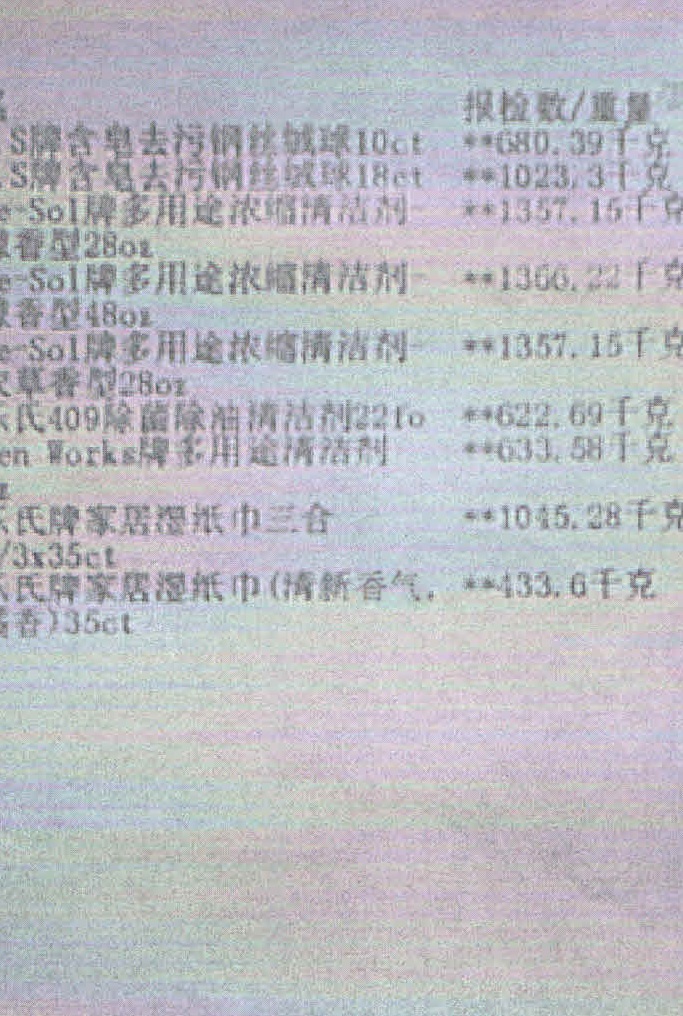 报检数/重量
S牌含皂去污钢丝绒球10ct **680.39千克
S牌含皂去污钢丝绒球18ct **1023.3千克
e-Sol牌多用途浓缩清洁剂- **1357.15千克
香型28oz
e-Sol牌多用途浓缩清洁剂- **1366.22千克
香型48oz
e-Sol牌多用途浓缩清洁剂- **1357.15千克
草香型28oz
氏409除菌除油清洁剂22fo **622.69千克
en Works牌多用途清洁剂 **633.58千克
z
氏牌家居湿纸巾三合 **1045.28千克
/3x35ct
氏牌家居湿纸巾(清新香气, **433.6千克
香)35ct